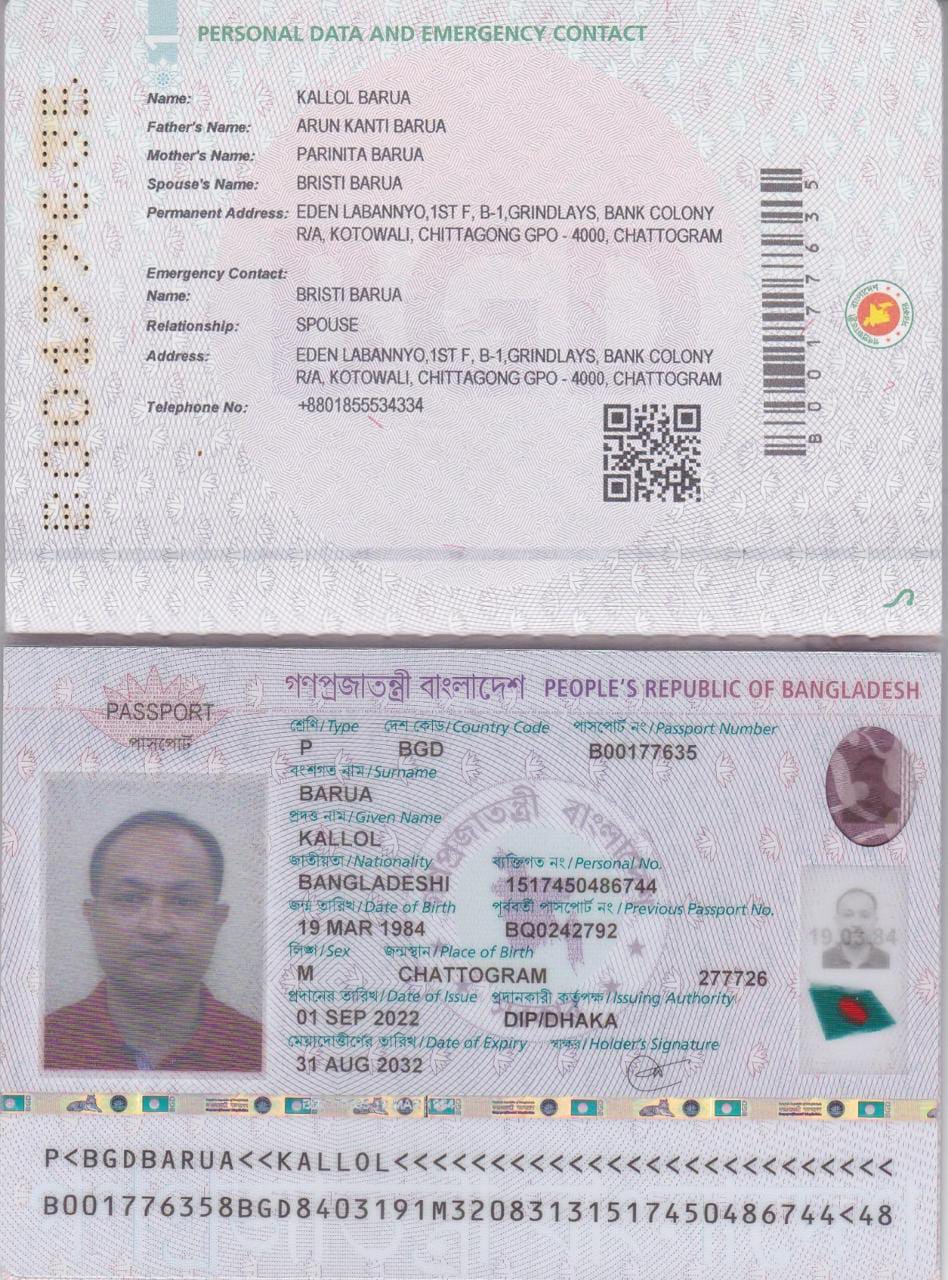 PERSONAL DATA AND EMERGENCY CONTACT
Name: KALLOL BARUA
Father's Name: ARUN KANTI BARUA
Mother's Name: PARINITA BARUA
Spouse's Name: BRISTI BARUA
Permanent Address: EDEN LABANNYO,1ST F, B-1,GRINDLAYS, BANK COLONY
R/A, KOTOWALI, CHITTAGONG GPO - 4000, CHATTOGRAM
Emergency Contact:
Name: BRISTI BARUA
Relationship: SPOUSE
Address: EDEN LABANNYO,1ST F, B-1,GRINDLAYS, BANK COLONY
R/A, KOTOWALI, CHITTAGONG GPO - 4000, CHATTOGRAM
Telephone No: +8801855534334
B00177635
গণপ্রজাতন্ত্রী বাংলাদেশ PEOPLE'S REPUBLIC OF BANGLADESH
PASSPORT
পাসপোর্ট
শ্রেণি/Type দেশ কোড/Country Code পাসপোর্ট নং/Passport Number
P BGD B00177635
বংশগত নাম/Surname
BARUA
প্রদত্ত নাম/Given Name
KALLOL
জাতীয়তা/Nationality ব্যক্তিগত নং/Personal No.
BANGLADESHI 1517450486744
জন্ম তারিখ/Date of Birth পূর্ববর্তী পাসপোর্ট নং/Previous Passport No.
19 MAR 1984 BQ0242792
লিঙ্গ/Sex জন্মস্থান/Place of Birth
M CHATTOGRAM 277726
প্রদানের তারিখ/Date of Issue প্রদানকারী কর্তৃপক্ষ/Issuing Authority
01 SEP 2022 DIP/DHAKA
মেয়াদোত্তীর্ণের তারিখ/Date of Expiry স্বাক্ষর/Holder's Signature
31 AUG 2032
19.03.84
P<BGDBARUA<<KALLOL<<<<<<<<<<<<<<<<<<<<<<<<<<
B001776358BGD8403191M32083131517450486744<48